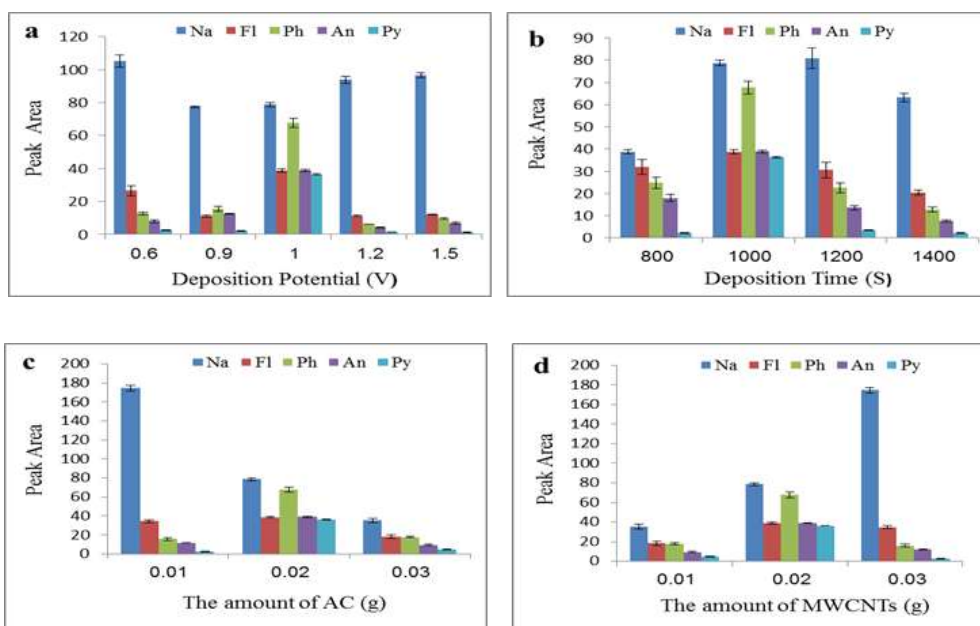 a
Na Fl Ph An Py
120
100
80
60
40
20
0
Peak Area
0.6 0.9 1 1.2 1.5
Deposition Potential (V)
b
Na Fl Ph An Py
90
80
70
60
50
40
30
20
10
0
Peak Area
800 1000 1200 1400
Deposition Time (S)
c
Na Fl Ph An Py
200
180
160
140
120
100
80
60
40
20
0
Peak Area
0.01 0.02 0.03
The amount of AC (g)
d
Na Fl Ph An Py
200
180
160
140
120
100
80
60
40
20
0
Peak Area
0.01 0.02 0.03
The amount of MWCNTs (g)